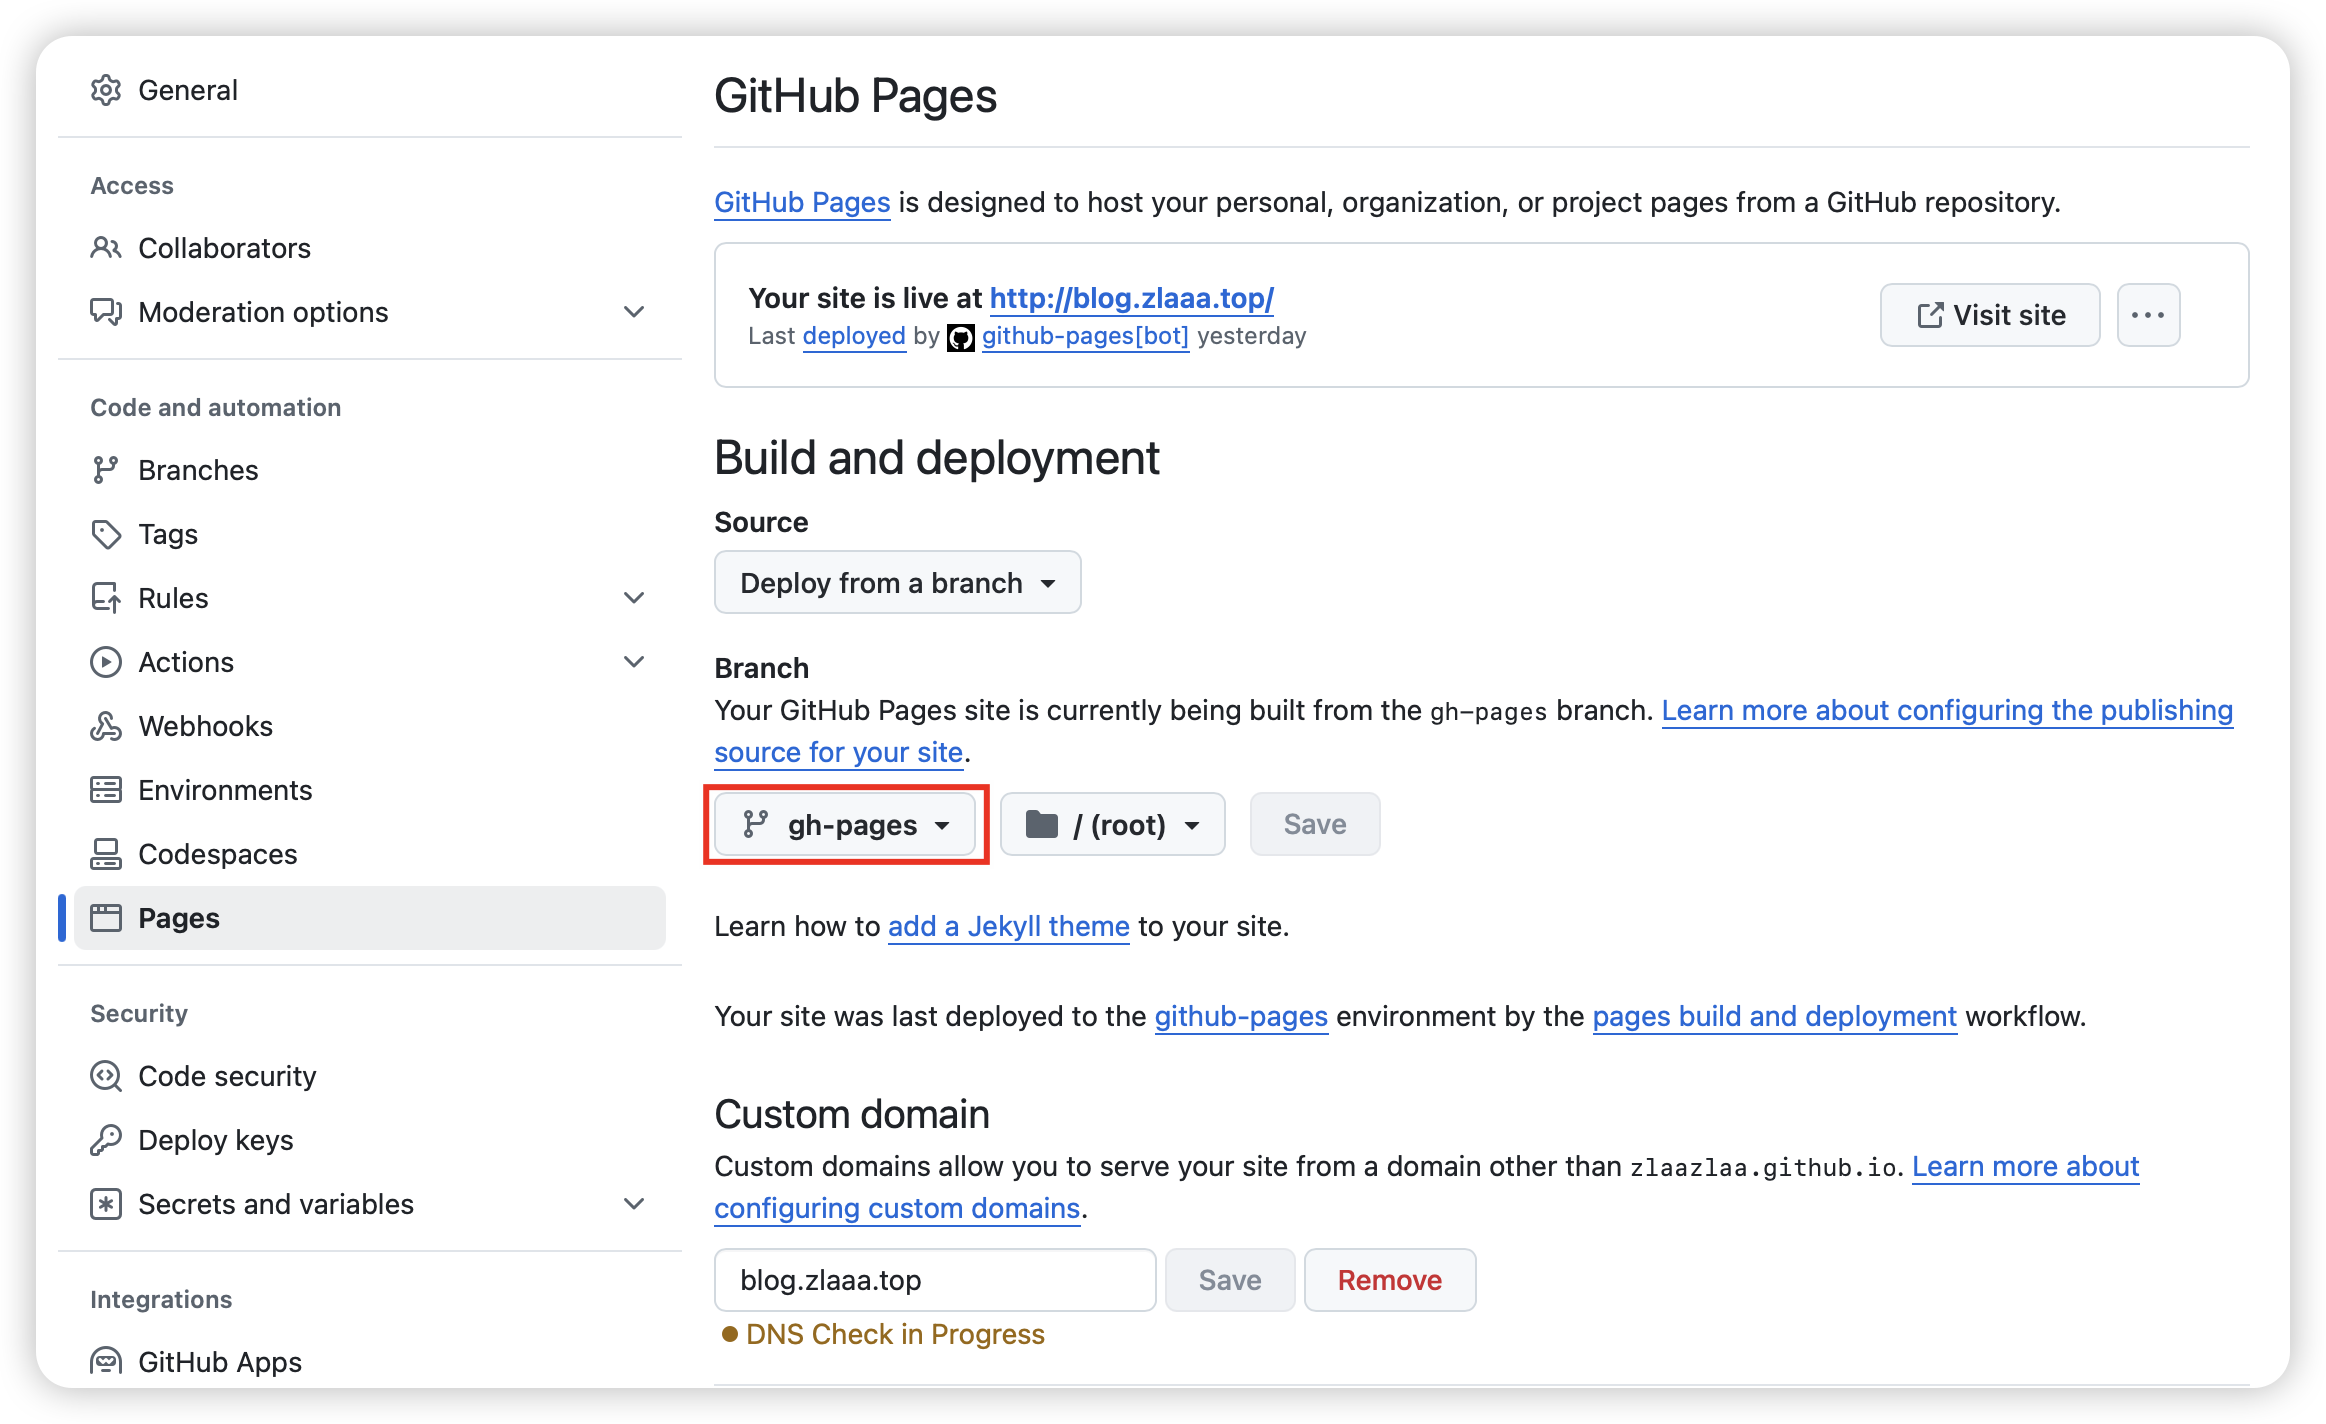 General
Access
Collaborators
Moderation options
Code and automation
Branches
Tags
Rules
Actions
Webhooks
Environments
Codespaces
Pages
Security
Code security
Deploy keys
Secrets and variables
Integrations
GitHub Apps
GitHub Pages
GitHub Pages is designed to host your personal, organization, or project pages from a GitHub repository.
Your site is live at http://blog.zlaaa.top/
Last deployed by github-pages[bot] yesterday
Visit site
Build and deployment
Source
Deploy from a branch
Branch
Your GitHub Pages site is currently being built from the gh-pages branch. Learn more about configuring the publishing
source for your site.
gh-pages / (root) Save
Learn how to add a Jekyll theme to your site.
Your site was last deployed to the github-pages environment by the pages build and deployment workflow.
Custom domain
Custom domains allow you to serve your site from a domain other than zlaazlaa.github.io. Learn more about
configuring custom domains.
blog.zlaaa.top Save Remove
DNS Check in Progress